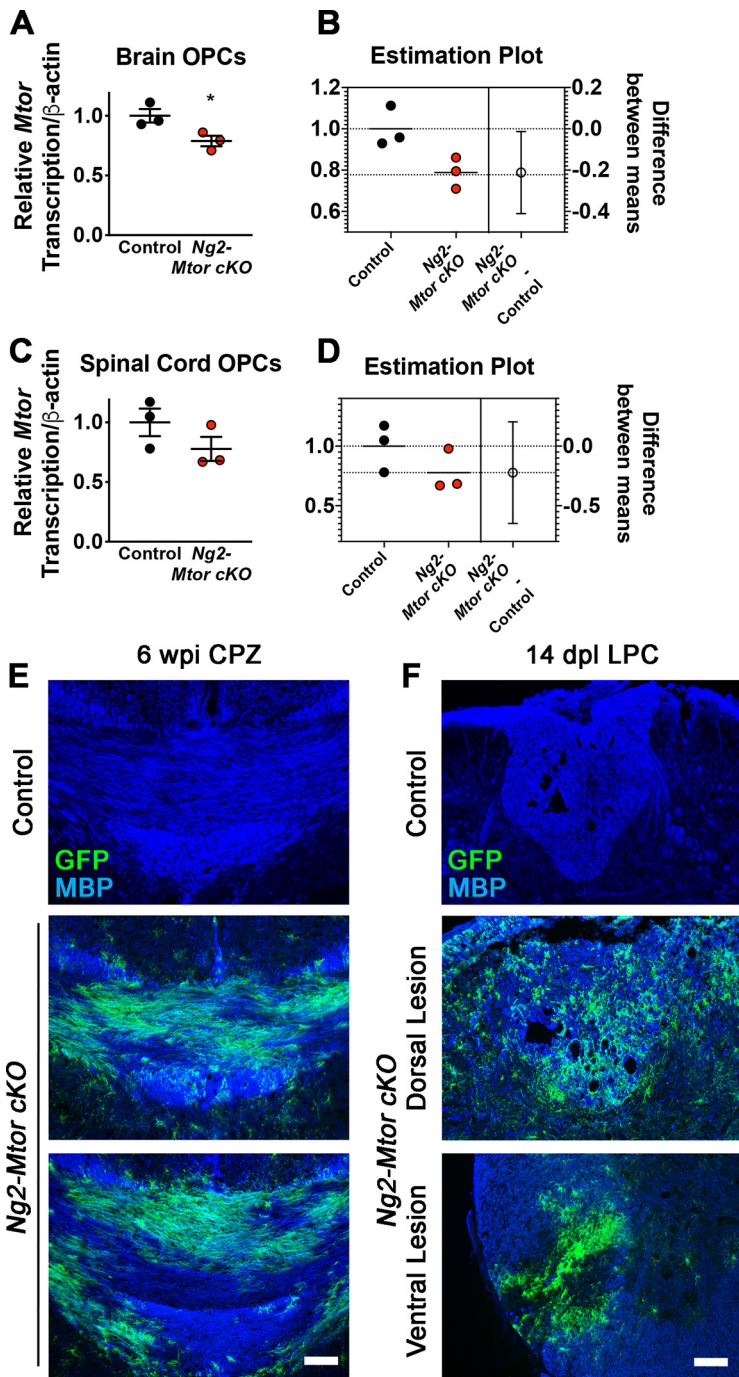 A
Brain OPCs
Relative Mtor
Transcription/β-actin
1.0
0.5
0.0
*
Control
Ng2-
Mtor cKO
B
Estimation Plot
1.2
1.0
0.8
0.6
0.2
0.0
-0.2
-0.4
Difference
between means
Control
Ng2-
Mtor cKO
Ng2-
Mtor cKO
-
Control
C
Spinal Cord OPCs
Relative Mtor
Transcription/β-actin
1.0
0.5
0.0
Control
Ng2-
Mtor cKO
D
Estimation Plot
1.0
0.5
0.0
-0.5
Difference
between means
Control
Ng2-
Mtor cKO
Ng2-
Mtor cKO
-
Control
E
6 wpi CPZ
Control
GFP
MBP
Ng2-Mtor cKO
F
14 dpl LPC
Control
GFP
MBP
Ng2-Mtor cKO
Dorsal Lesion
Ventral Lesion